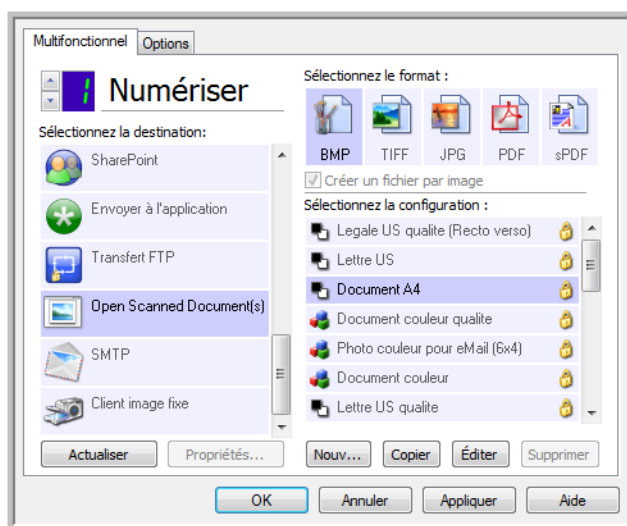 Multifonctionnel
Options
1
Numériser
Sélectionnez la destination:
SharePoint
Envoyer à l'application
Transfert FTP
Open Scanned Document(s)
SMTP
Client image fixe
Actualiser
Propriétés...
Sélectionnez le format :
BMP
TIFF
JPG
PDF
sPDF
Créer un fichier par image
Sélectionnez la configuration :
Legale US qualite (Recto verso)
Lettre US
Document A4
Document couleur qualite
Photo couleur pour eMail (6x4)
Document couleur
Lettre US qualite
Nouv...
Copier
Éditer
Supprimer
OK
Annuler
Appliquer
Aide